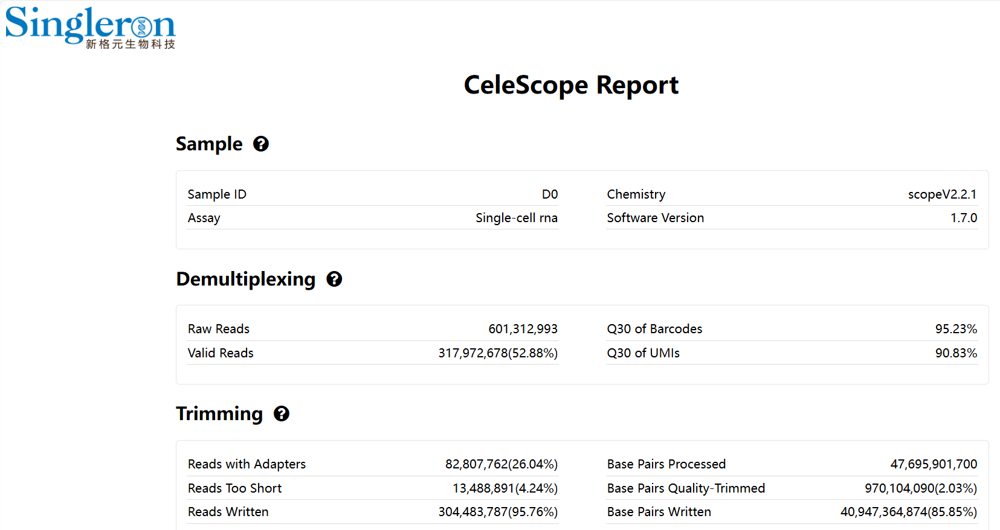 Singleron
新格元生物科技
CeleScope Report
Sample
Sample ID D0 Chemistry scopeV2.2.1
Assay Single-cell rna Software Version 1.7.0
Demultiplexing
Raw Reads 601,312,993 Q30 of Barcodes 95.23%
Valid Reads 317,972,678(52.88%) Q30 of UMIs 90.83%
Trimming
Reads with Adapters 82,807,762(26.04%) Base Pairs Processed 47,695,901,700
Reads Too Short 13,488,891(4.24%) Base Pairs Quality-Trimmed 970,104,090(2.03%)
Reads Written 304,483,787(95.76%) Base Pairs Written 40,947,364,874(85.85%)